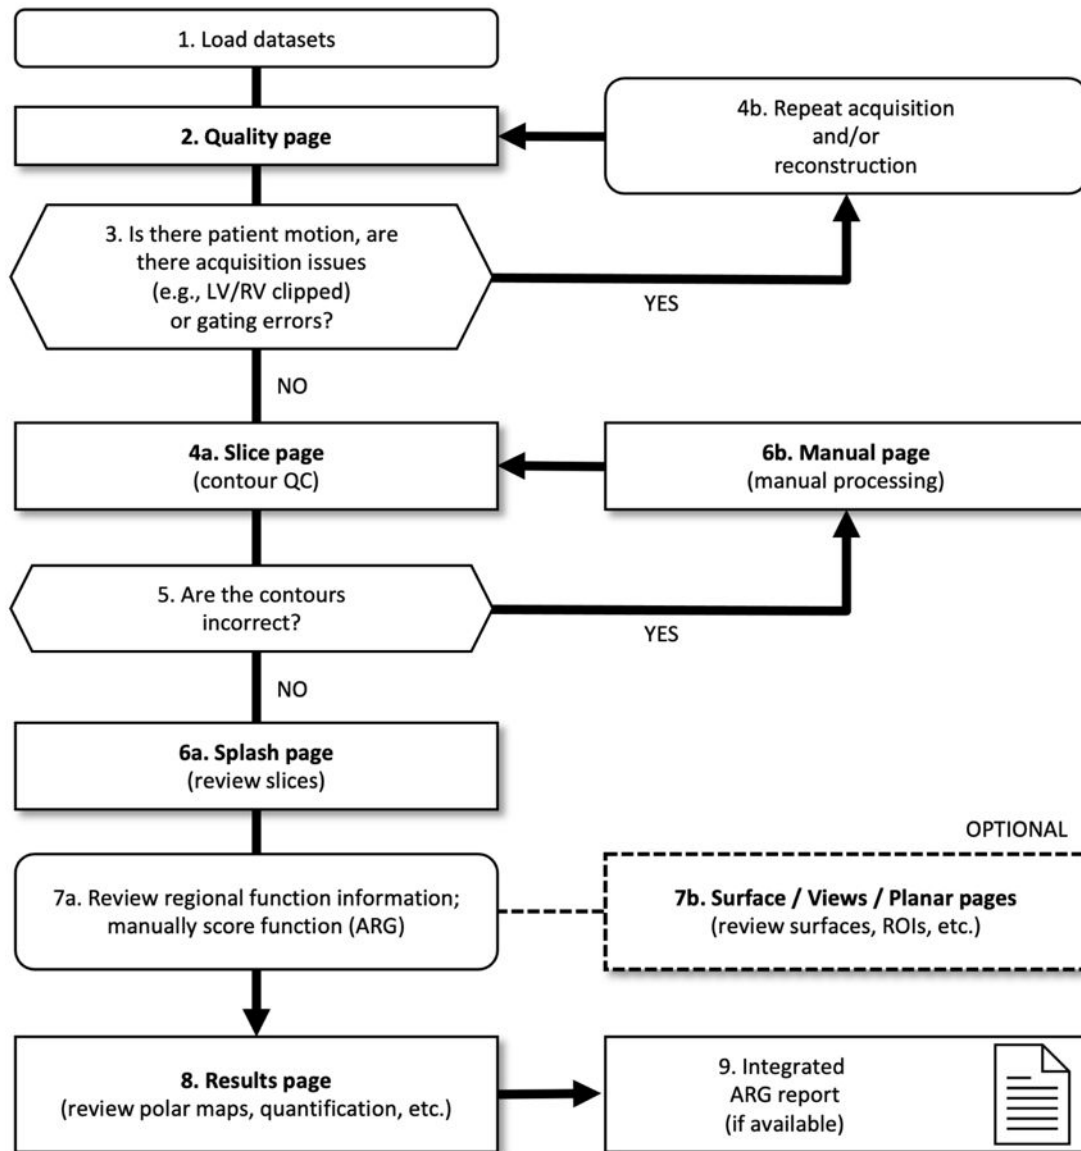 1. Load datasets
2. Quality page
4b. Repeat acquisition
and/or
reconstruction
3. Is there patient motion, are
there acquisition issues
(e.g., LV/RV clipped)
or gating errors?
YES
NO
4a. Slice page
(contour QC)
6b. Manual page
(manual processing)
5. Are the contours
incorrect?
YES
NO
6a. Splash page
(review slices)
OPTIONAL
7a. Review regional function information;
manually score function (ARG)
7b. Surface / Views / Planar pages
(review surfaces, ROIs, etc.)
8. Results page
(review polar maps, quantification, etc.)
9. Integrated
ARG report
(if available)